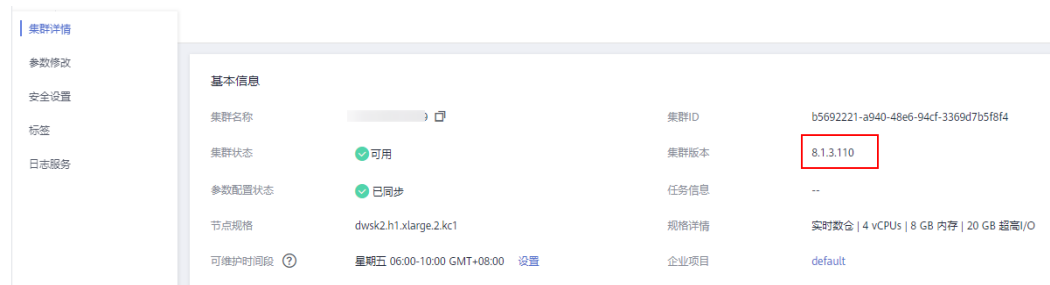 集群详情
参数修改
安全设置
标签
日志服务
基本信息
集群名称
集群ID b5692221-a940-48e6-94cf-3369d7b5f8f4
集群状态 可用 集群版本 8.1.3.110
参数配置状态 已同步 任务信息 --
节点规格 dwsk2.h1.xlarge.2.kc1 规格详情 实时数仓 | 4 vCPUs | 8 GB 内存 | 20 GB 超高I/O
可维护时间段 ? 星期五 06:00-10:00 GMT+08:00 设置 企业项目 default